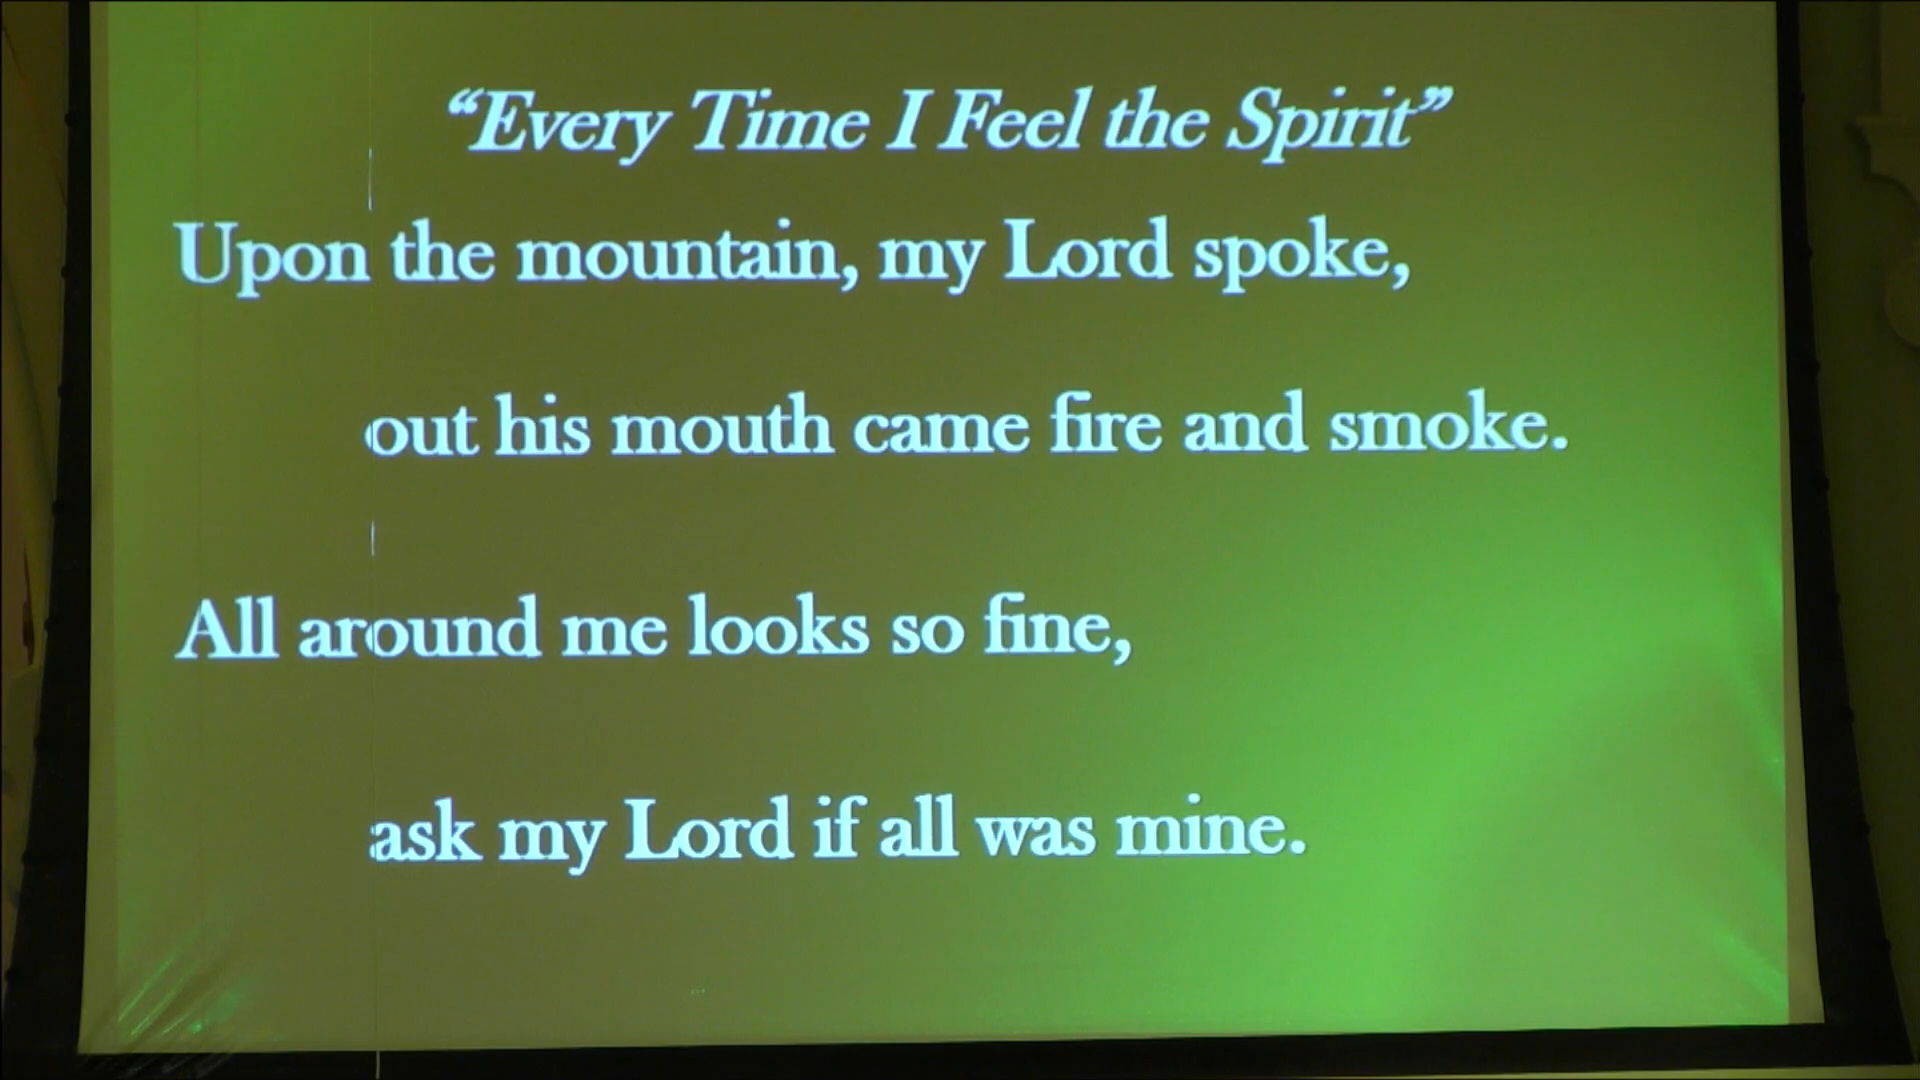 “Every Time I Feel the Spirit”
Upon the mountain, my Lord spoke,
out his mouth came fire and smoke.
All around me looks so fine,
ask my Lord if all was mine.